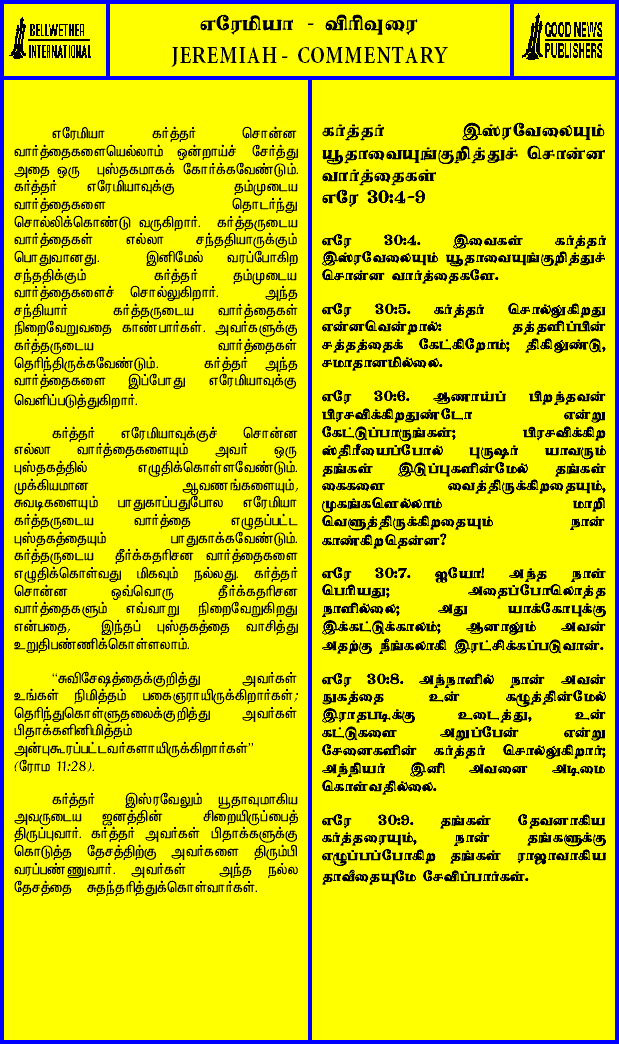 BELLWETHER
INTERNATIONAL
எரேமியா - விரிவுரை
JEREMIAH - COMMENTARY
GOOD NEWS
PUBLISHERS
எரேமியா கர்த்தர் சொன்ன
வார்த்தைகளையெல்லாம் ஒன்றாய்ச் சேர்த்து
அதை ஒரு புஸ்தகமாகக் கோர்க்கவேண்டும்.
கர்த்தர் எரேமியாவுக்கு தம்முடைய
வார்த்தைகளை தொடர்ந்து
சொல்லிக்கொண்டு வருகிறார். கர்த்தருடைய
வார்த்தைகள் எல்லா சந்ததியாருக்கும்
பொதுவானது. இனிமேல் வரப்போகிற
சந்ததிக்கும் கர்த்தர் தம்முடைய
வார்த்தைகளைச் சொல்லுகிறார். அந்த
சந்தியார் கர்த்தருடைய வார்த்தைகள்
நிறைவேறுவதை காண்பார்கள். அவர்களுக்கு
கர்த்தருடைய வார்த்தைகள்
தெரிந்திருக்கவேண்டும். கர்த்தர் அந்த
வார்த்தைகளை இப்போது எரேமியாவுக்கு
வெளிப்படுத்துகிறார்.
கர்த்தர் எரேமியாவுக்குச் சொன்ன
எல்லா வார்த்தைகளையும் அவர் ஒரு
புஸ்தகத்தில் எழுதிக்கொள்ளவேண்டும்.
முக்கியமான ஆவணங்களையும்,
சுவடிகளையும் பாதுகாப்பதுபோல எரேமியா
கர்த்தருடைய வார்த்தை எழுதப்பட்ட
புஸ்தகத்தையும் பாதுகாக்கவேண்டும்.
கர்த்தருடைய தீர்க்கதரிசன வார்த்தைகளை
எழுதிக்கொள்வது மிகவும் நல்லது. கர்த்தர்
சொன்ன ஒவ்வொரு தீர்க்கதரிசன
வார்த்தைகளும் எவ்வாறு நிறைவேறுகிறது
என்பதை, இந்தப் புஸ்தகத்தை வாசித்து
உறுதிபண்ணிக்கொள்ளலாம்.
“சுவிசேஷத்தைக்குறித்து அவர்கள்
உங்கள் நிமித்தம் பகைஞராயிருக்கிறார்கள்;
தெரிந்துகொள்ளுதலைக்குறித்து அவர்கள்
பிதாக்களினிமித்தம்
அன்புகூரப்பட்டவர்களாயிருக்கிறார்கள்”
(ரோம 11:28).
கர்த்தர் இஸ்ரவேலும் யூதாவுமாகிய
அவருடைய ஜனத்தின் சிறையிருப்பைத்
திருப்புவார். கர்த்தர் அவர்கள் பிதாக்களுக்கு
கொடுத்த தேசத்திற்கு அவர்களை திரும்பி
வரப்பண்ணுவார். அவர்கள் அந்த நல்ல
தேசத்தை சுதந்தரித்துக்கொள்வார்கள்.
கர்த்தர் இஸ்ரவேலையும்
யூதாவையுங்குறித்துச் சொன்ன
வார்த்தைகள்
எரே 30:4-9
எரே 30:4. இவைகள் கர்த்தர்
இஸ்ரவேலையும் யூதாவையுங்குறித்துச்
சொன்ன வார்த்தைகளே.
எரே 30:5. கர்த்தர் சொல்லுகிறது
என்னவென்றால்: தத்தளிப்பின்
சத்தத்தைக் கேட்கிறோம்; திகிலுண்டு,
சமாதானமில்லை.
எரே 30:6. ஆணாய்ப் பிறந்தவன்
பிரசவிக்கிறதுண்டோ என்று
கேட்டுப்பாருங்கள்; பிரசவிக்கிற
ஸ்திரீயைப்போல் புருஷர் யாவரும்
தங்கள் இடுப்புகளின்மேல் தங்கள்
கைகளை வைத்திருக்கிறதையும்,
முகங்களெல்லாம் மாறி
வெளுத்திருக்கிறதையும் நான்
காண்கிறதென்ன?
எரே 30:7. ஐயோ! அந்த நாள்
பெரியது; அதைப்போலொத்த
நாளில்லை; அது யாக்கோபுக்கு
இக்கட்டுக்காலம்; ஆனாலும் அவன்
அதற்கு நீங்கலாகி இரட்சிக்கப்படுவான்.
எரே 30:8. அந்நாளில் நான் அவன்
நுகத்தை உன் கழுத்தின்மேல்
இராதபடிக்கு உடைத்து, உன்
கட்டுகளை அறுப்பேன் என்று
சேனைகளின் கர்த்தர் சொல்லுகிறார்;
அந்நியர் இனி அவனை அடிமை
கொள்வதில்லை.
எரே 30:9. தங்கள் தேவனாகிய
கர்த்தரையும், நான் தங்களுக்கு
எழுப்பப்போகிற தங்கள் ராஜாவாகிய
தாவீதையுமே சேவிப்பார்கள்.